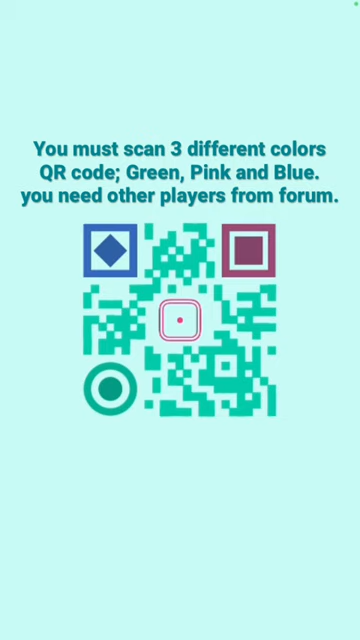 You must scan 3 different colors
QR code; Green, Pink and Blue.
you need other players from forum.